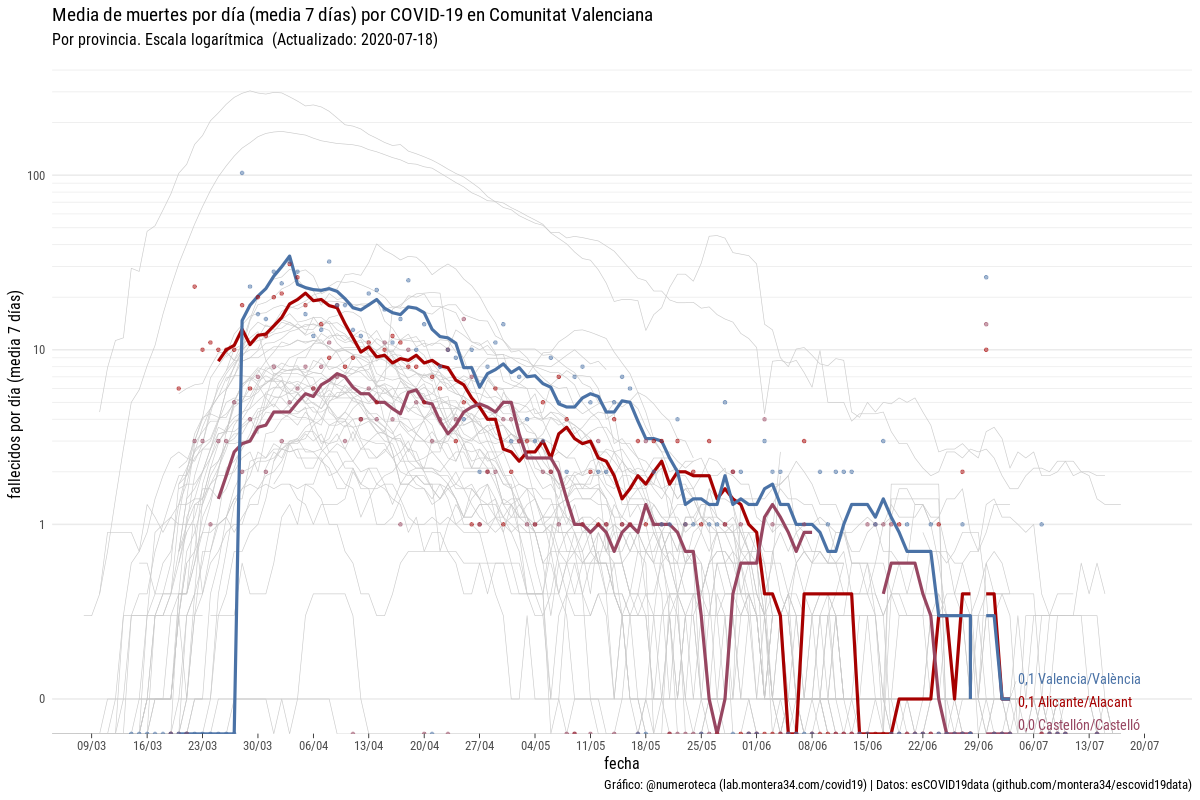 Media de muertes por día (media 7 días) por COVID-19 en Comunitat Valenciana
Por provincia. Escala logarítmica (Actualizado: 2020-07-18)
fallecidos por día (media 7 días)
100
10
1
0
0,1 Valencia/València
0,1 Alicante/Alacant
0,0 Castellón/Castelló
09/03 16/03 23/03 30/03 06/04 13/04 20/04 27/04 04/05 11/05 18/05 25/05 01/06 08/06 15/06 22/06 29/06 06/07 13/07 20/07
fecha
Gráfico: @numeroteca (lab.montera34.com/covid19) | Datos: esCOVID19data (github.com/montera34/escovid19data)